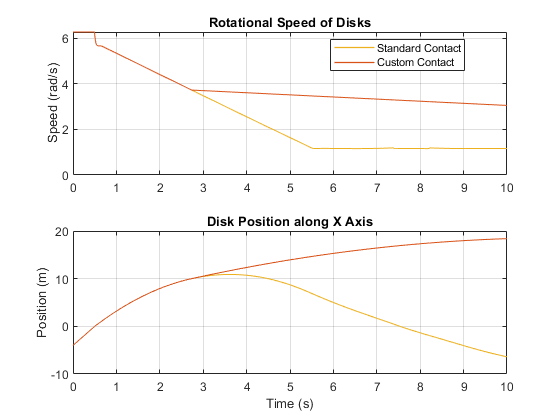 Rotational Speed of Disks
Speed (rad/s)
6
4
2
0
Standard Contact
Custom Contact
0 1 2 3 4 5 6 7 8 9 10
Disk Position along X Axis
Position (m)
20
10
0
-10
0 1 2 3 4 5 6 7 8 9 10
Time (s)